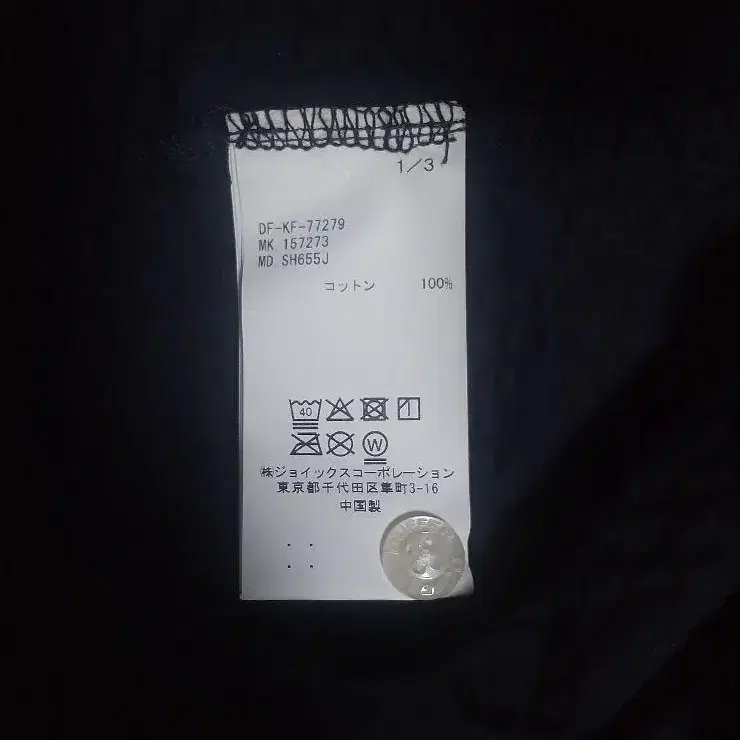 1/3
DF-KF-77279
MK 157273
MD SH655J
コットン 100%
40
W
㈱ジョイックスコーポレーション
東京都千代田区隼町3-16
中国製